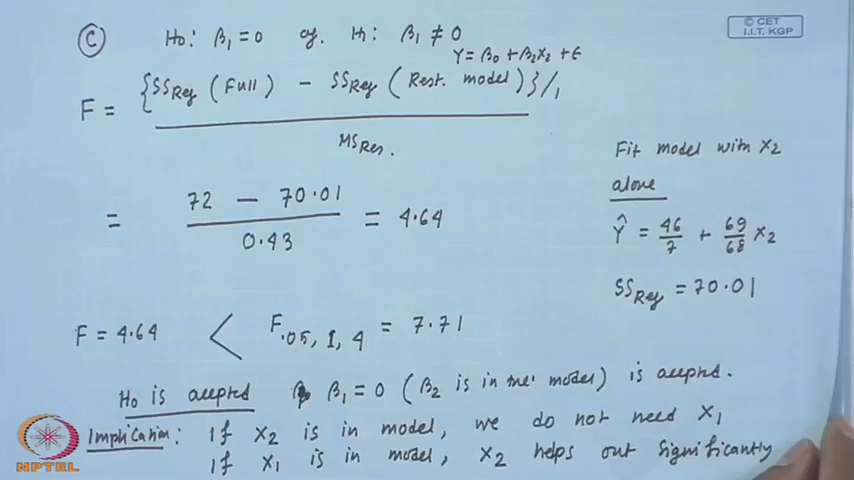 © CET
I.I.T. KGP
C H0: β1 = 0 of. H1: β1 ≠ 0
Y = β0 + β2X2 + ε
F = {SSReg (Full) - SSReg (Rest. model)}/1
MSRes.
= 72 - 70.01 / 0.43 = 4.64
Fit model with X2
alone
Ŷ = 46/7 + 69/68 X2
SSReg = 70.01
F = 4.64 < F.05, 1, 4 = 7.71
H0 is accepted β1 = 0 (β2 is in the model) is accepted.
Implication: If X2 is in model, we do not need X1
If X1 is in model, X2 helps out significantly
NPTEL